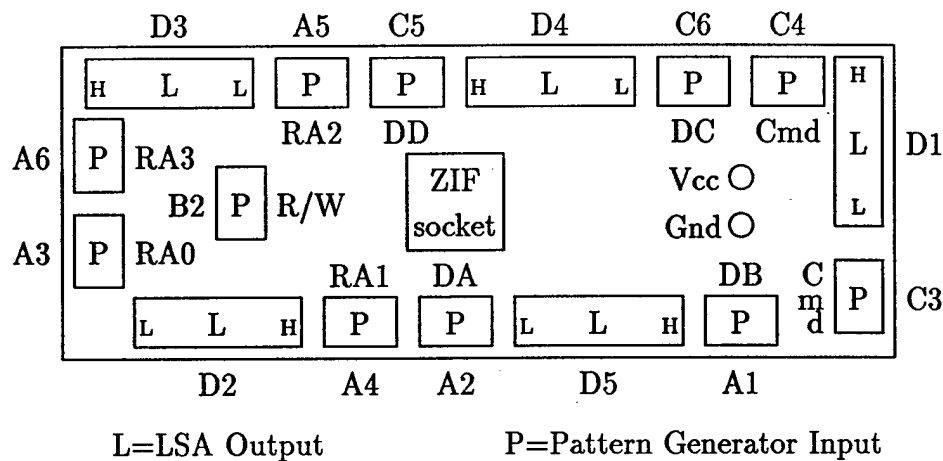 D3 A5 C5 D4 C6 C4
H L L P P H L L P P H
RA2 DD DC Cmd
A6 P RA3 L D1
ZIF
Vcc
B2 P R/W
socket
L
Gnd
A3 P RA0
RA1 DA DB
Cmd P C3
L L H P P L L H P
D2 A4 A2 D5 A1
L=LSA Output P=Pattern Generator Input